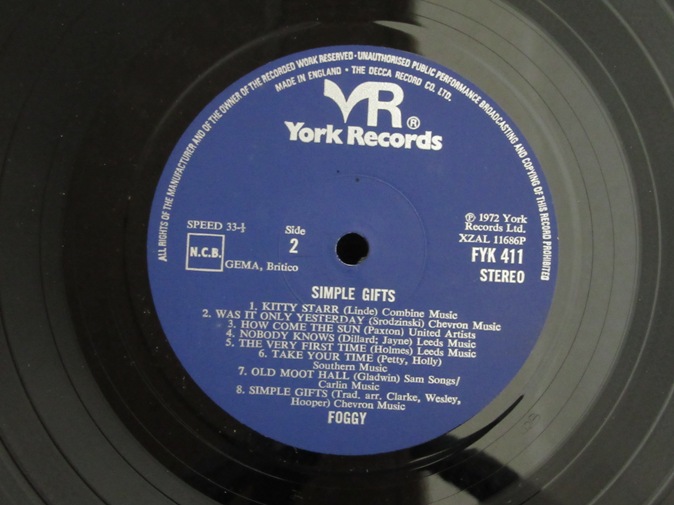 ALL RIGHTS OF THE MANUFACTURER AND OF THE OWNER OF THE RECORDED WORK RESERVED · UNAUTHORISED PUBLIC PERFORMANCE BROADCASTING AND COPYING OF THIS RECORD PROHIBITED
MADE IN ENGLAND · THE DECCA RECORD CO. LTD.
YR®
York Records
SPEED 33-⅓
Side
2
N.C.B.
GEMA, Britico
℗ 1972 York
Records Ltd.
XZAL 11686P
FYK 411
STEREO
SIMPLE GIFTS
1. KITTY STARR (Linde) Combine Music
2. WAS IT ONLY YESTERDAY (Srodzinski) Chevron Music
3. HOW COME THE SUN (Paxton) United Artists
4. NOBODY KNOWS (Dillard; Jayne) Leeds Music
5. THE VERY FIRST TIME (Holmes) Leeds Music
6. TAKE YOUR TIME (Petty, Holly)
Southern Music
7. OLD MOOT HALL (Gladwin) Sam Songs/
Carlin Music
8. SIMPLE GIFTS (Trad. arr. Clarke, Wesley,
Hooper) Chevron Music
FOGGY